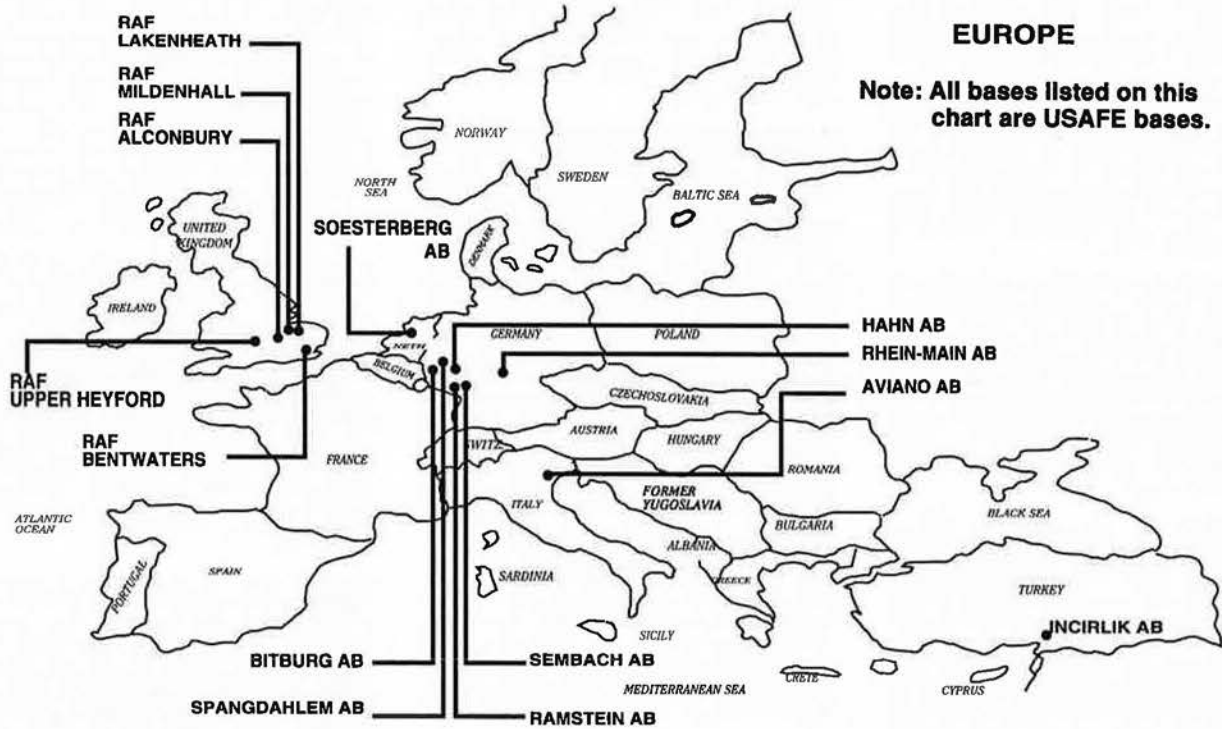 EUROPE
Note: All bases listed on this
chart are USAFE bases.
RAF
LAKENHEATH
RAF
MILDENHALL
RAF
ALCONBURY
NORWAY
NORTH
SEA
SWEDEN
BALTIC SEA
UNITED
KINGDOM
SOESTERBERG
AB
DENMARK
IRELAND
GERMANY
POLAND
HAHN AB
NETH
RHEIN-MAIN AB
BELGIUM
RAF
UPPER HEYFORD
AVIANO AB
CZECHOSLOVAKIA
RAF
BENTWATERS
FRANCE
SWITZ.
AUSTRIA
HUNGARY
ROMANIA
FORMER
YUGOSLAVIA
ITALY
BLACK SEA
ATLANTIC
OCEAN
BULGARIA
ALBANIA
PORTUGAL
SPAIN
SARDINIA
GREECE
TURKEY
INCIRLIK AB
SICILY
BITBURG AB
SEMBACH AB
CRETE
CYPRUS
MEDITERRANEAN SEA
SPANGDAHLEM AB
RAMSTEIN AB